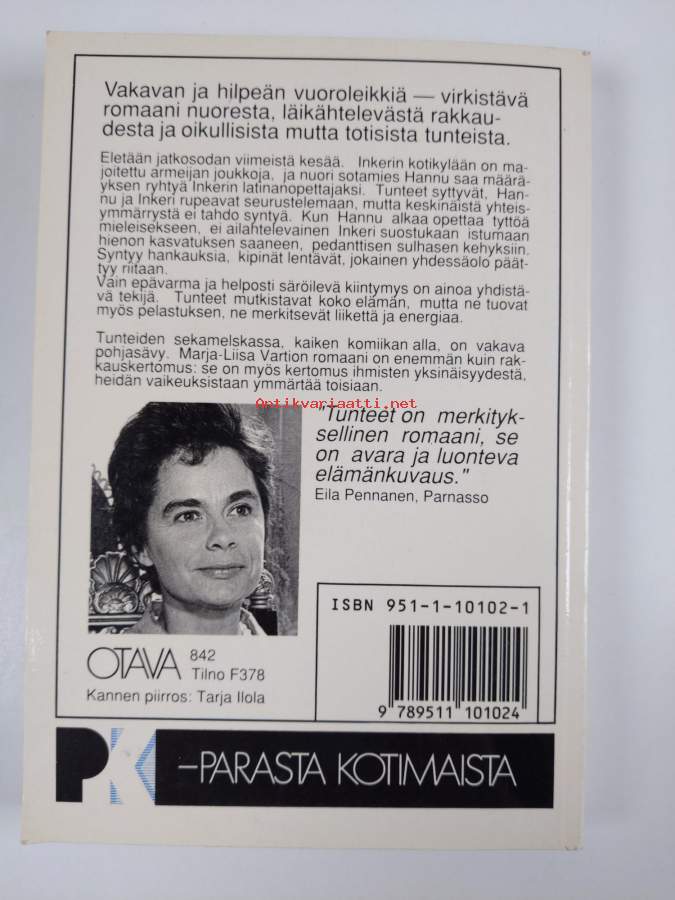 Vakavan ja hilpeän vuoroleikkiä — virkistävä
romaani nuoresta, läikähtelevästä rakkau-
desta ja oikullisista mutta totisista tunteista.
Eletään jatkosodan viimeistä kesää. Inkerin kotikylään on ma-
joitettu armeijan joukkoja, ja nuori sotamies Hannu saa määrä-
yksen ryhtyä Inkerin latinanopettajaksi. Tunteet syttyvät, Han-
nu ja Inkeri rupeavat seurustelemaan, mutta keskinäistä yhteis-
ymmärrystä ei tahdo syntyä. Kun Hannu alkaa opettaa tyttöä
mieleisekseen, ei ailahtelevainen Inkeri suostukaan istumaan
hienon kasvatuksen saaneen, pedanttisen sulhasen kehyksiin.
Syntyy hankauksia, kipinät lentävät, jokainen yhdessäolo päät-
tyy riitaan.
Vain epävarma ja helposti säröilevä kiintymys on ainoa yhdistä-
vä tekijä. Tunteet mutkistavat koko elämän, mutta ne tuovat
myös pelastuksen, ne merkitsevät liikettä ja energiaa.
Tunteiden sekamelskassa, kaiken komiikan alla, on vakava
pohjasävy. Marja-Liisa Vartion romaani on enemmän kuin rak-
kauskertomus: se on myös kertomus ihmisten yksinäisyydestä,
heidän vaikeuksistaan ymmärtää toisiaan.
Antikvariaatti.net
"Tunteet on merkityk-
sellinen romaani, se
on avara ja luonteva
elämänkuvaus."
Eila Pennanen, Parnasso
ISBN 951-1-10102-1
9 789511 101024
OTAVA 842
Tilno F378
Kannen piirros: Tarja Ilola
PK –PARASTA KOTIMAISTA